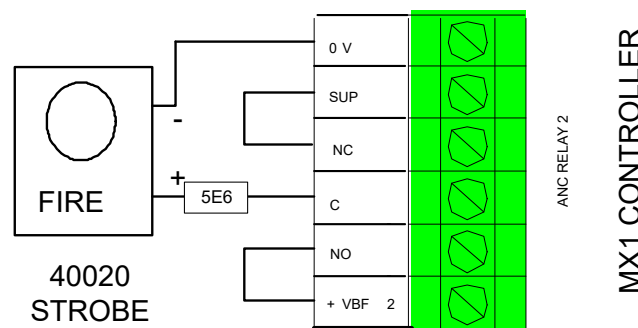 0 V
SUP
NC
C
NO
+ VBF 2
-
+
5E6
FIRE
40020
STROBE
ANC RELAY 2
MX1 CONTROLLER